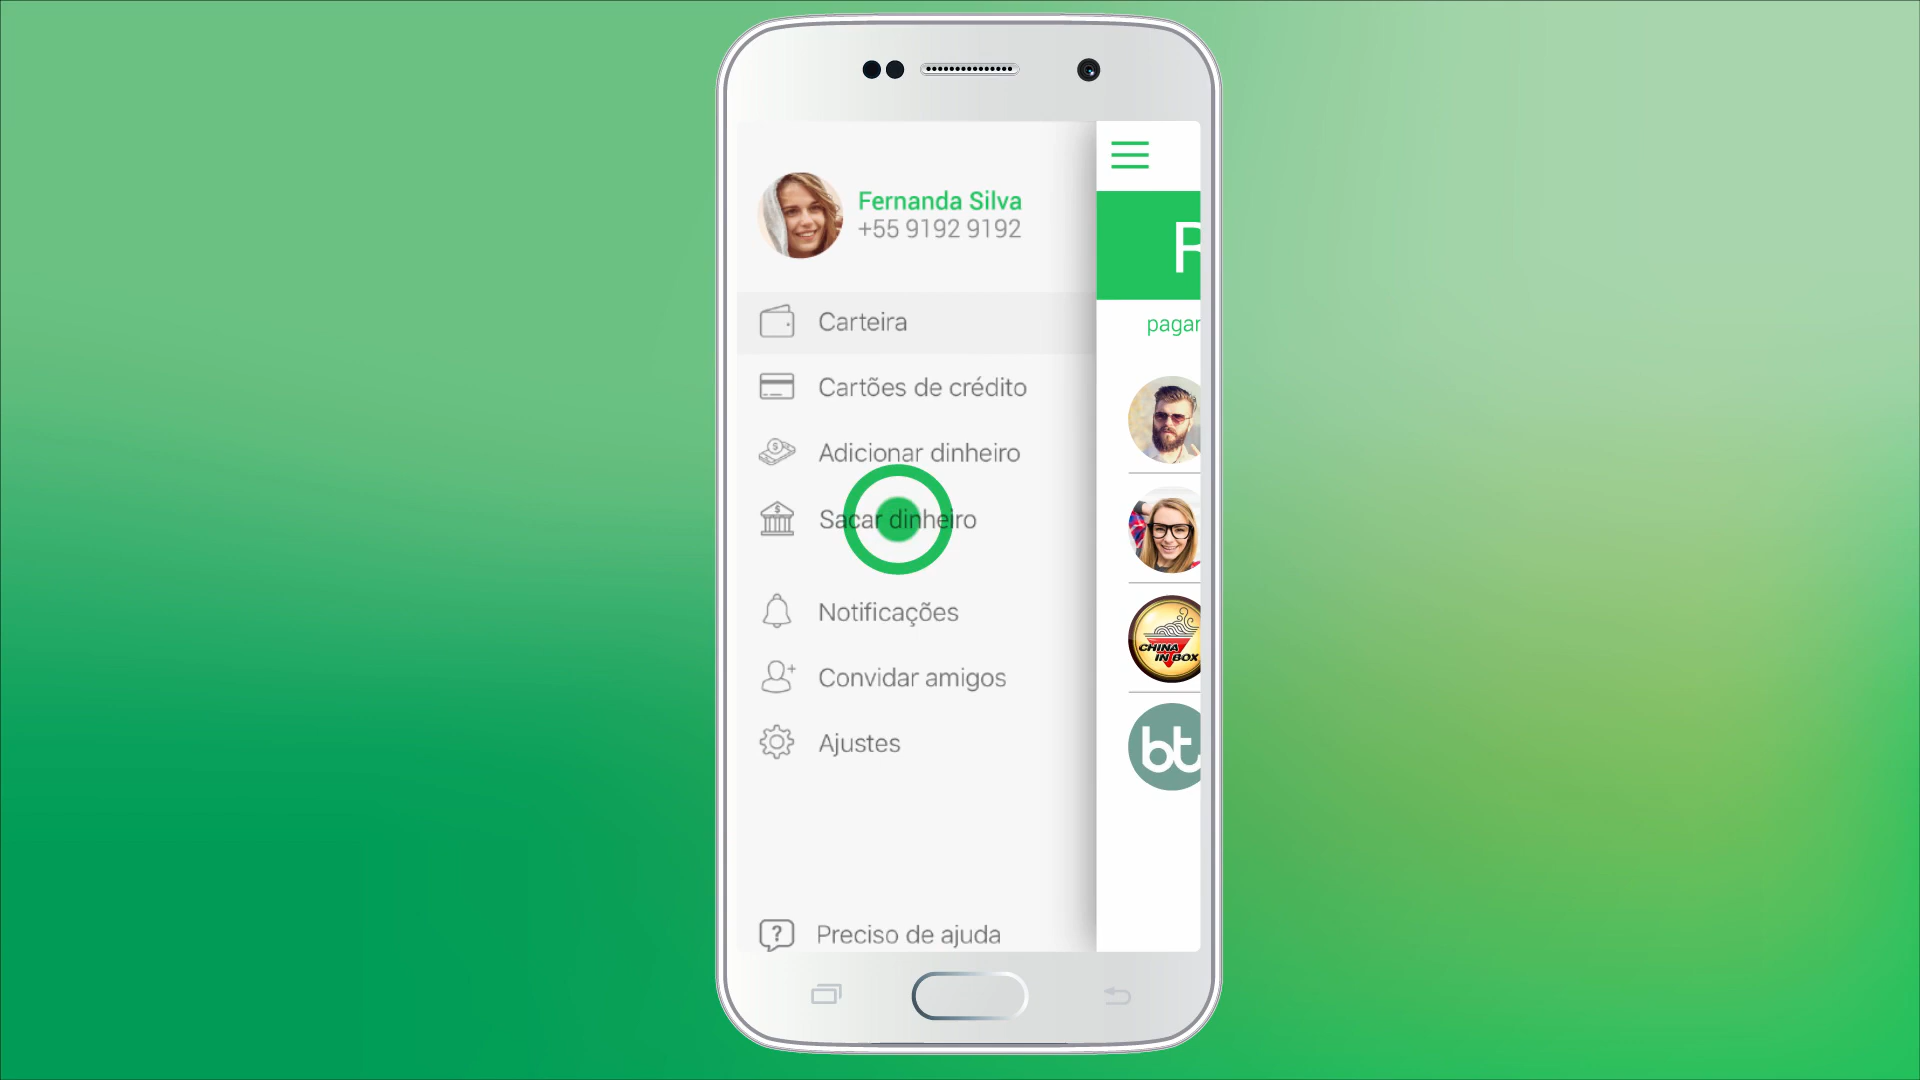 Fernanda Silva
+55 9192 9192
Carteira
Cartões de crédito
Adicionar dinheiro
Sacar dinheiro
Notificações
Convidar amigos
Ajustes
Preciso de ajuda
R
pagar
CHINA
IN BOX
bt